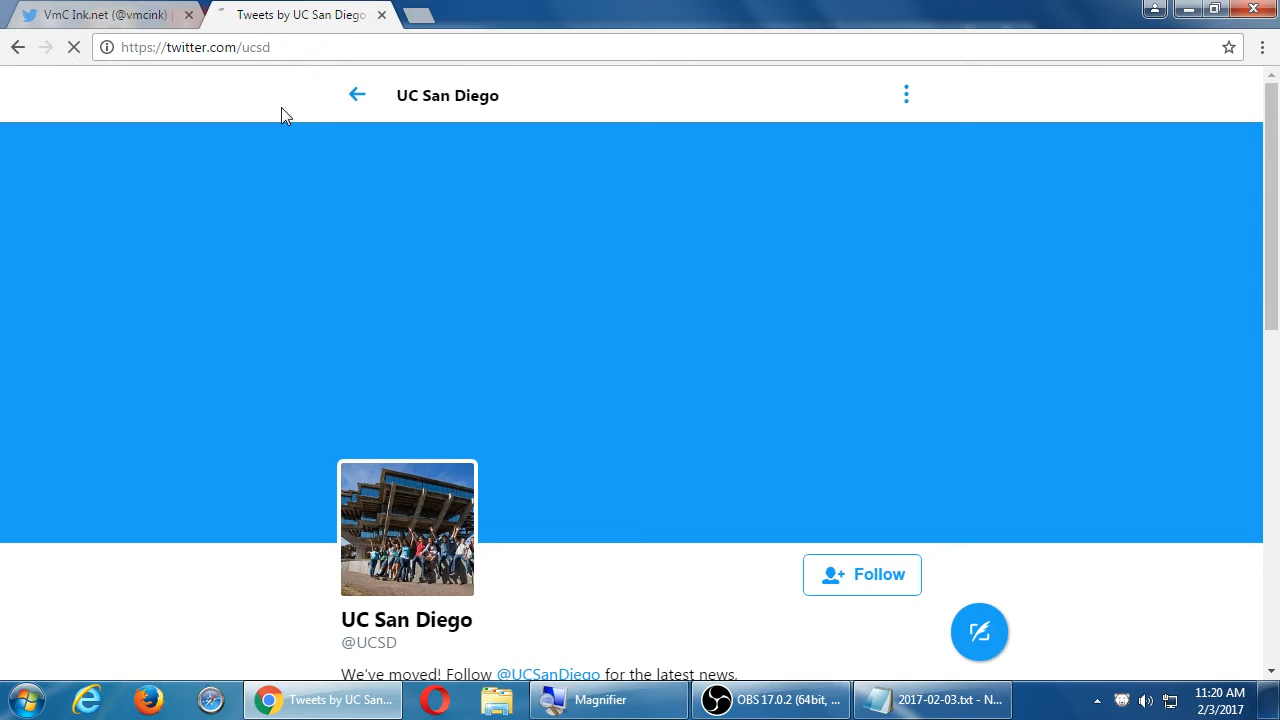 VmC Ink.net (@vmcink)
Tweets by UC San Diego
https://twitter.com/ucsd
UC San Diego
Follow
UC San Diego
@UCSD
We've moved! Follow @UCSanDiego for the latest news.
Tweets by UC San...
Magnifier
OBS 17.0.2 (64bit, ...
2017-02-03.txt - N...
11:20 AM
2/3/2017